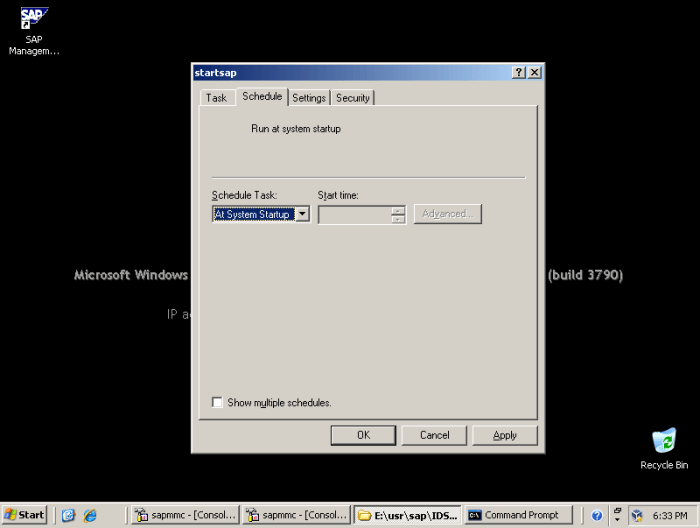 SAP
Managem...
startsap
Task Schedule Settings Security
Run at system startup
Schedule Task: Start time:
At System Startup Advanced...
Microsoft Windows (build 3790)
IP
Show multiple schedules.
OK Cancel Apply
Recycle Bin
Start sapmmc - [Consol... sapmmc - [Consol... E:\usr\sap\IDS... Command Prompt 6:33 PM